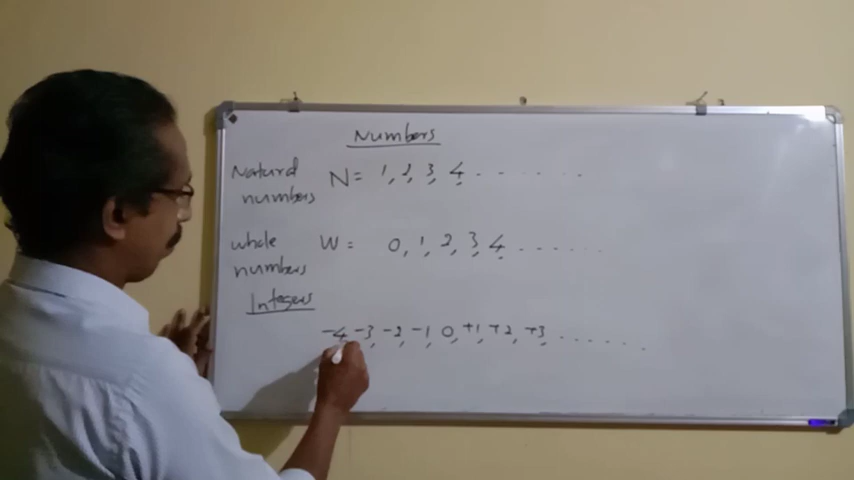 Numbers
Natural numbers N = 1, 2, 3, 4, . . . . . . .
whole numbers W = 0, 1, 2, 3, 4, . . . . . . .
Integers
-4, -3, -2, -1, 0, +1, +2, +3, . . . . . . .